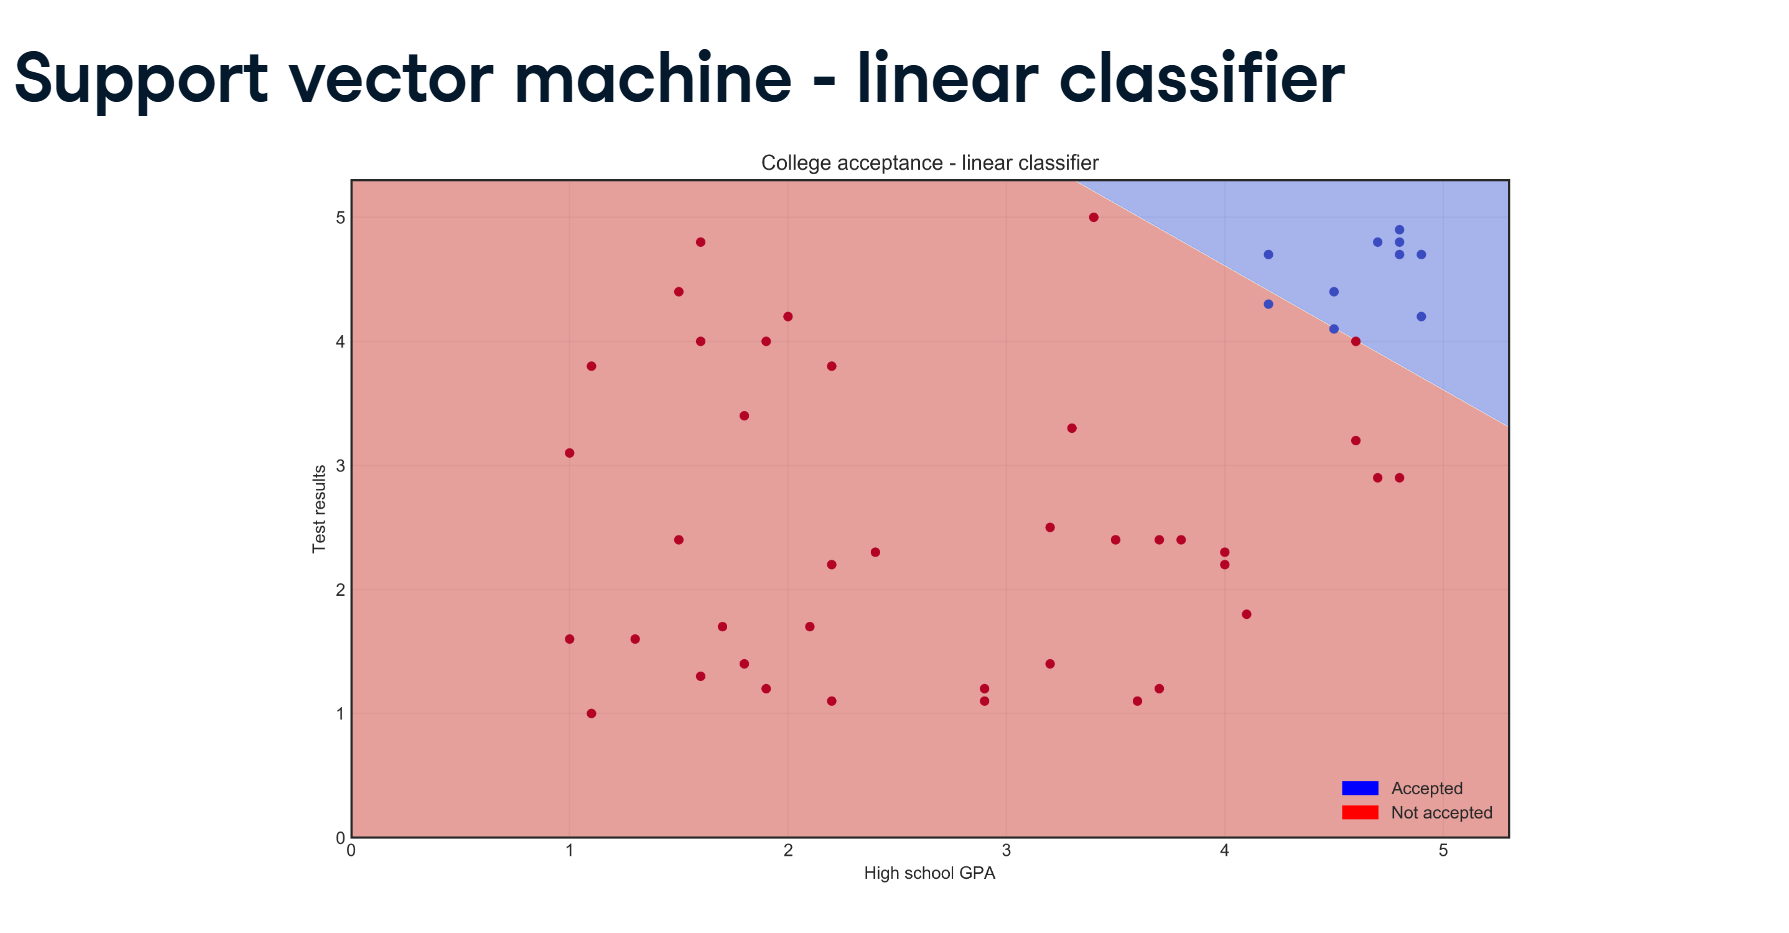 Support vector machine - linear classifier
College acceptance - linear classifier
5
4
3
2
1
0
Test results
0 1 2 3 4 5
High school GPA
Accepted
Not accepted